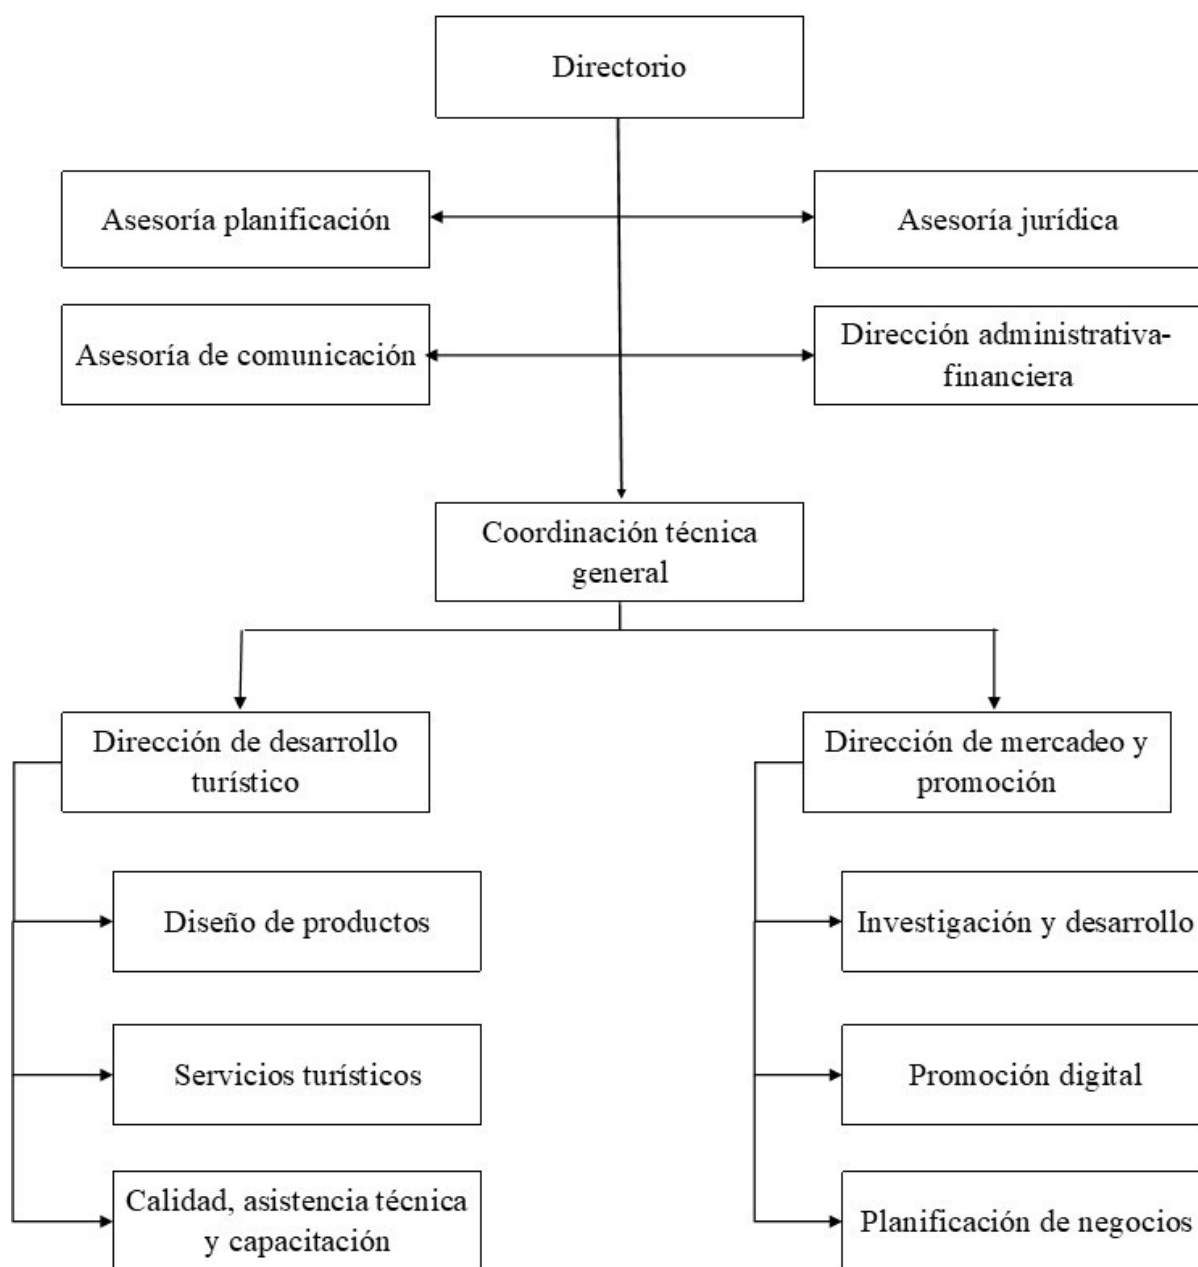 Directorio
Asesoría planificación
Asesoría jurídica
Asesoría de comunicación
Dirección administrativa-
financiera
Coordinación técnica
general
Dirección de desarrollo
turístico
Dirección de mercadeo y
promoción
Diseño de productos
Investigación y desarrollo
Servicios turísticos
Promoción digital
Calidad, asistencia técnica
y capacitación
Planificación de negocios